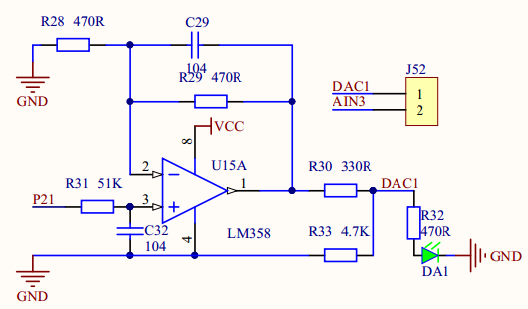 R28 470R
C29
104
R29 470R
GND
J52
DAC1
1
AIN3
2
VCC
8
U15A
2
1
R30 330R
DAC1
R31 51K
P21
3
C32
104
4
LM358
R33 4.7K
R32
470R
GND
DA1
GND